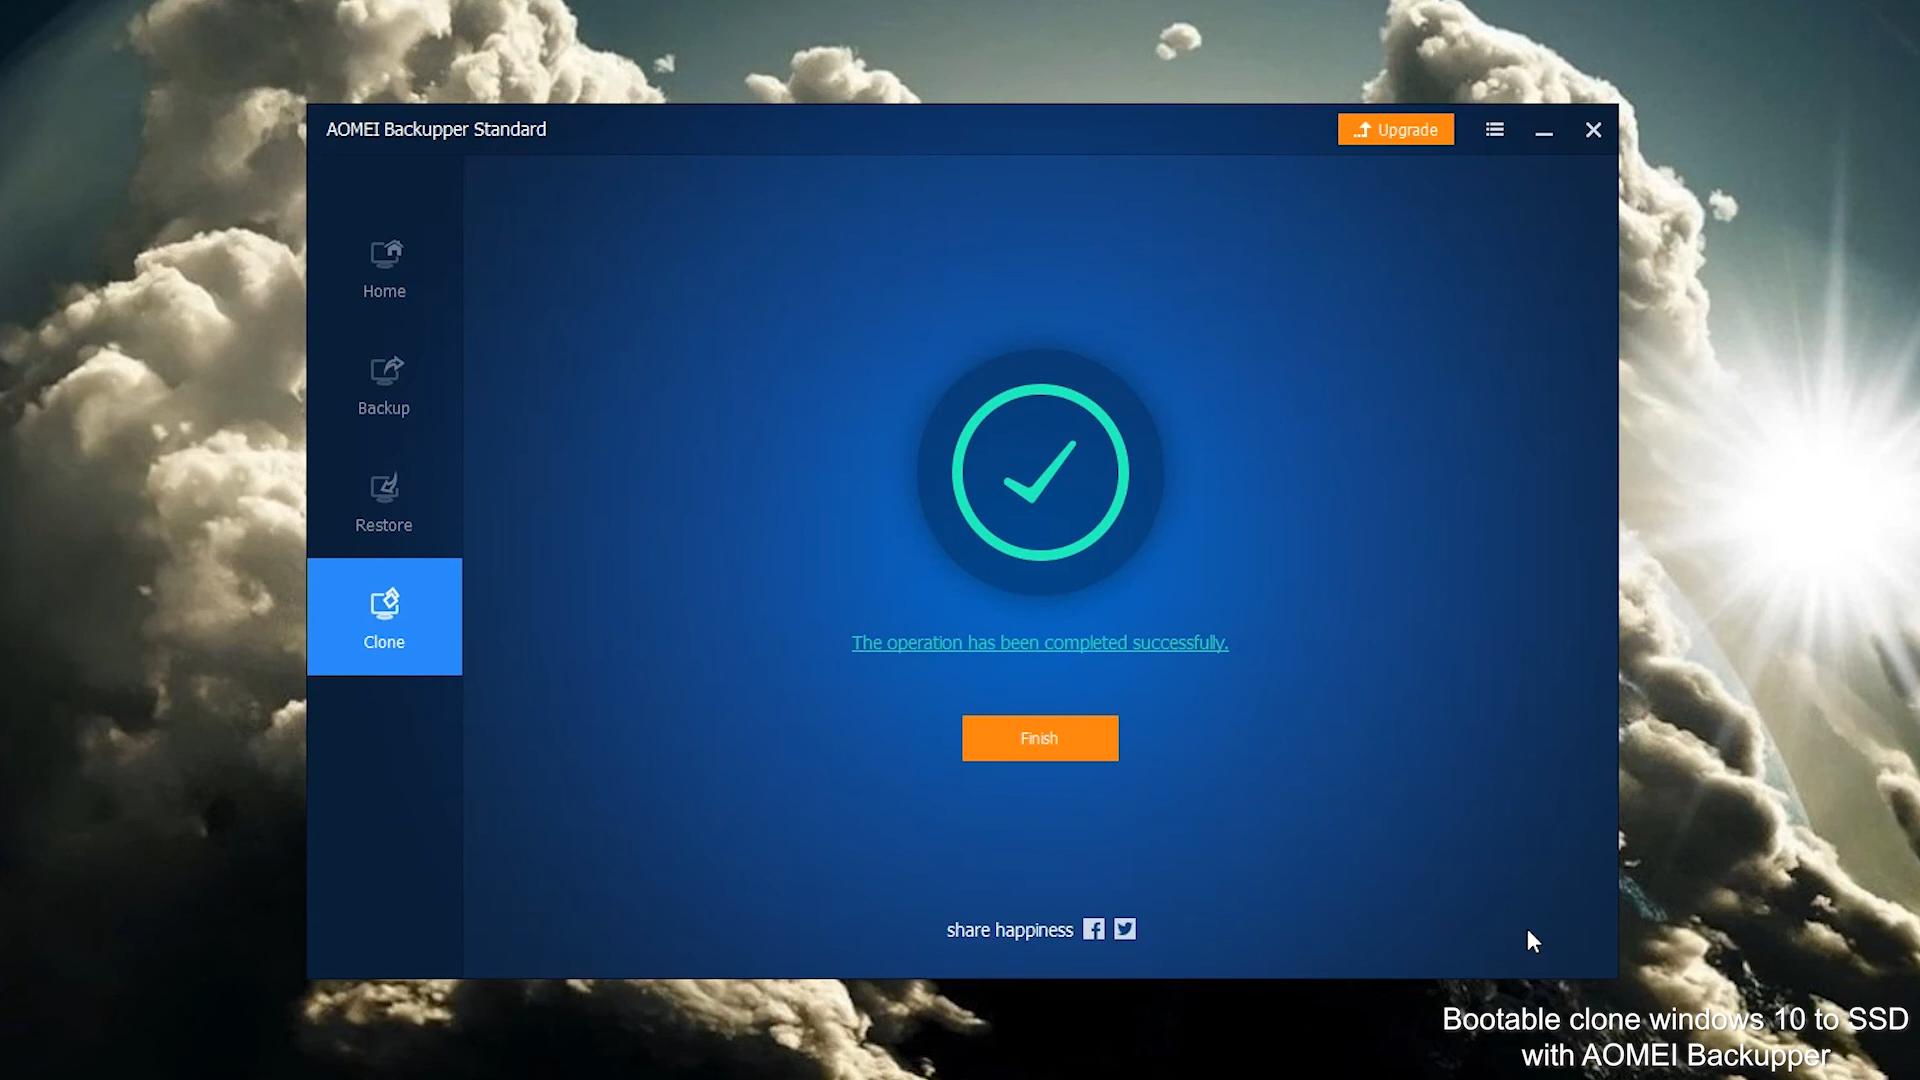 AOMEI Backupper Standard
Upgrade
Home
Backup
Restore
Clone
The operation has been completed successfully.
Finish
share happiness
Bootable clone windows 10 to SSD
with AOMEI Backupper